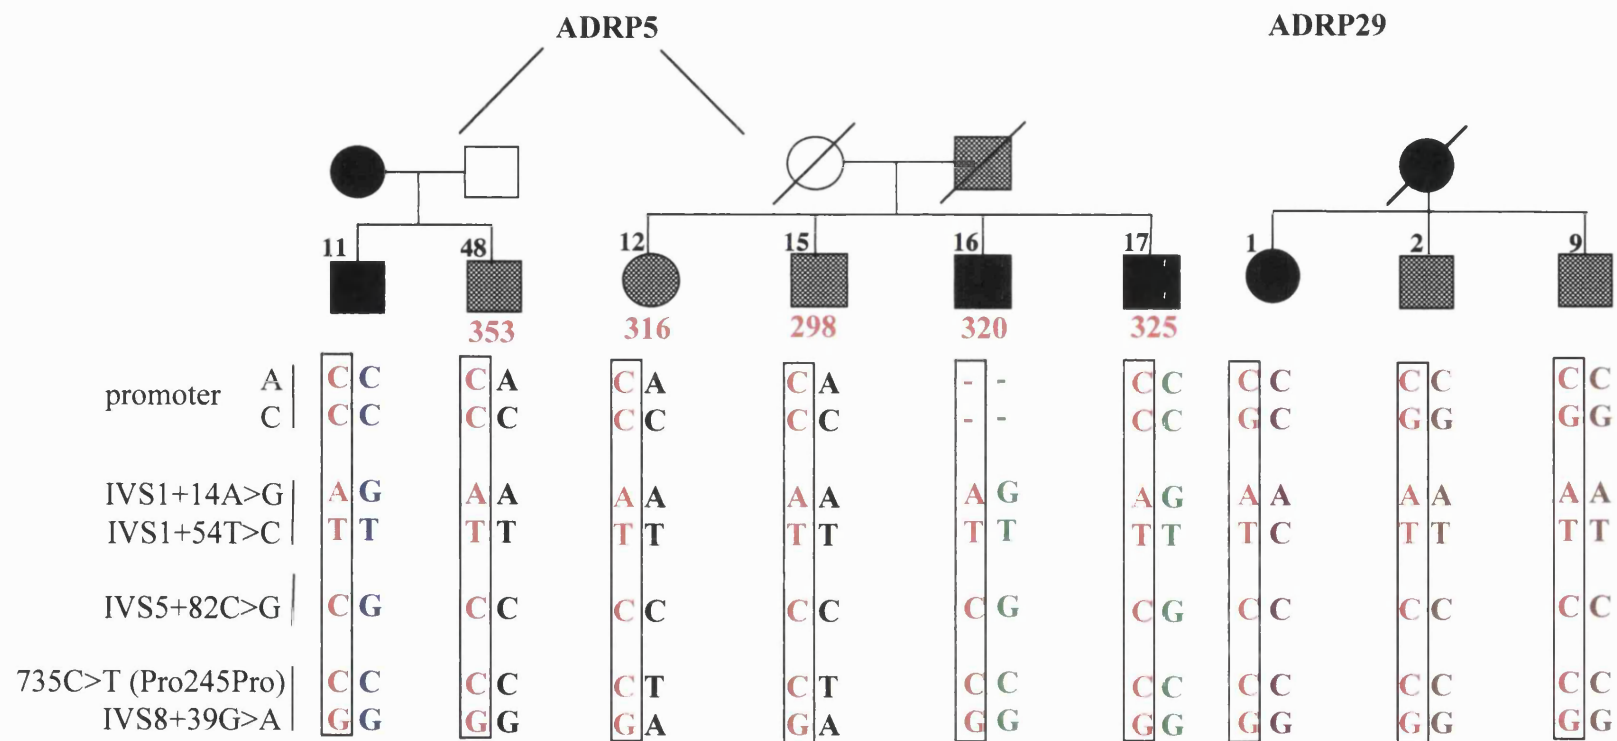 ADRP5 ADRP29
11 48 12 15 16 17 1 2 9
353 316 298 320 325
promoter
A C C C A C A C A - - C C C C C C C C
C C C C C C C C C - - C C G C G G G G
IVS1+14A>G A G A A A A A A A G A G A A A A A A
IVS1+54T>C T T T T T T T T T T T T T C T T T T
IVS5+82C>G C G C C C C C C C G C G C C C C C C
735C>T (Pro245Pro) C C C C C T C T C C C C C C C C C C
IVS8+39G>A G G G G G A G A G G G G G G G G G G